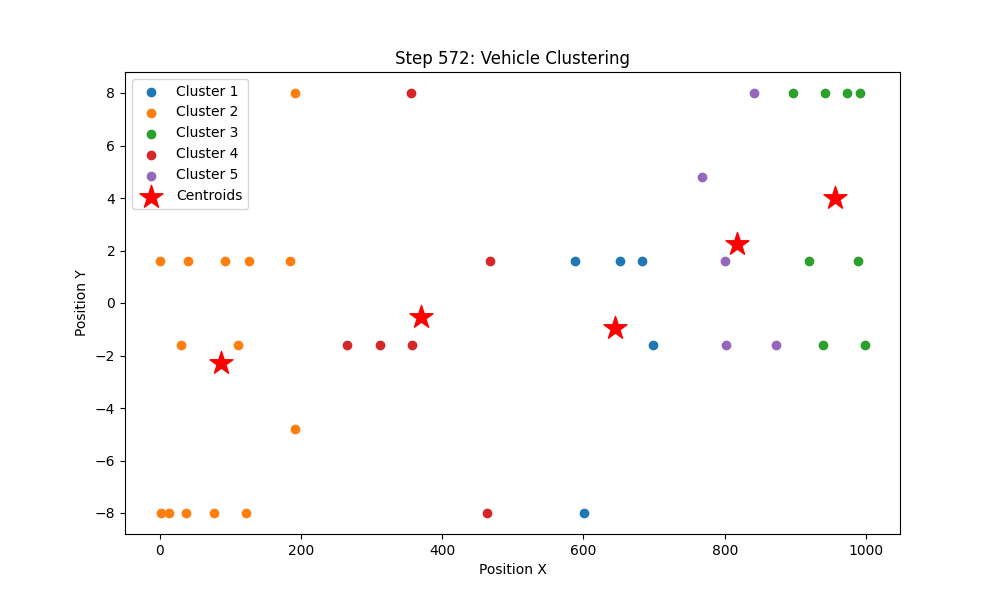 Step 572: Vehicle Clustering
Cluster 1
Cluster 2
Cluster 3
Cluster 4
Cluster 5
Centroids
8
6
4
2
0
−2
−4
−6
−8
Position Y
0 200 400 600 800 1000
Position X